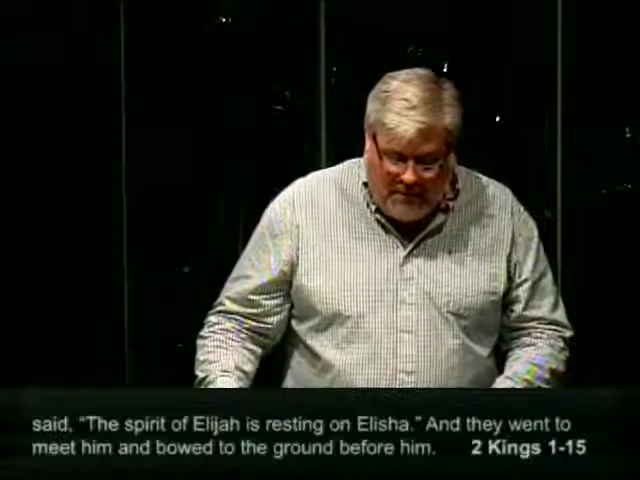 said, “The spirit of Elijah is resting on Elisha.” And they went to
meet him and bowed to the ground before him. 2 Kings 1-15